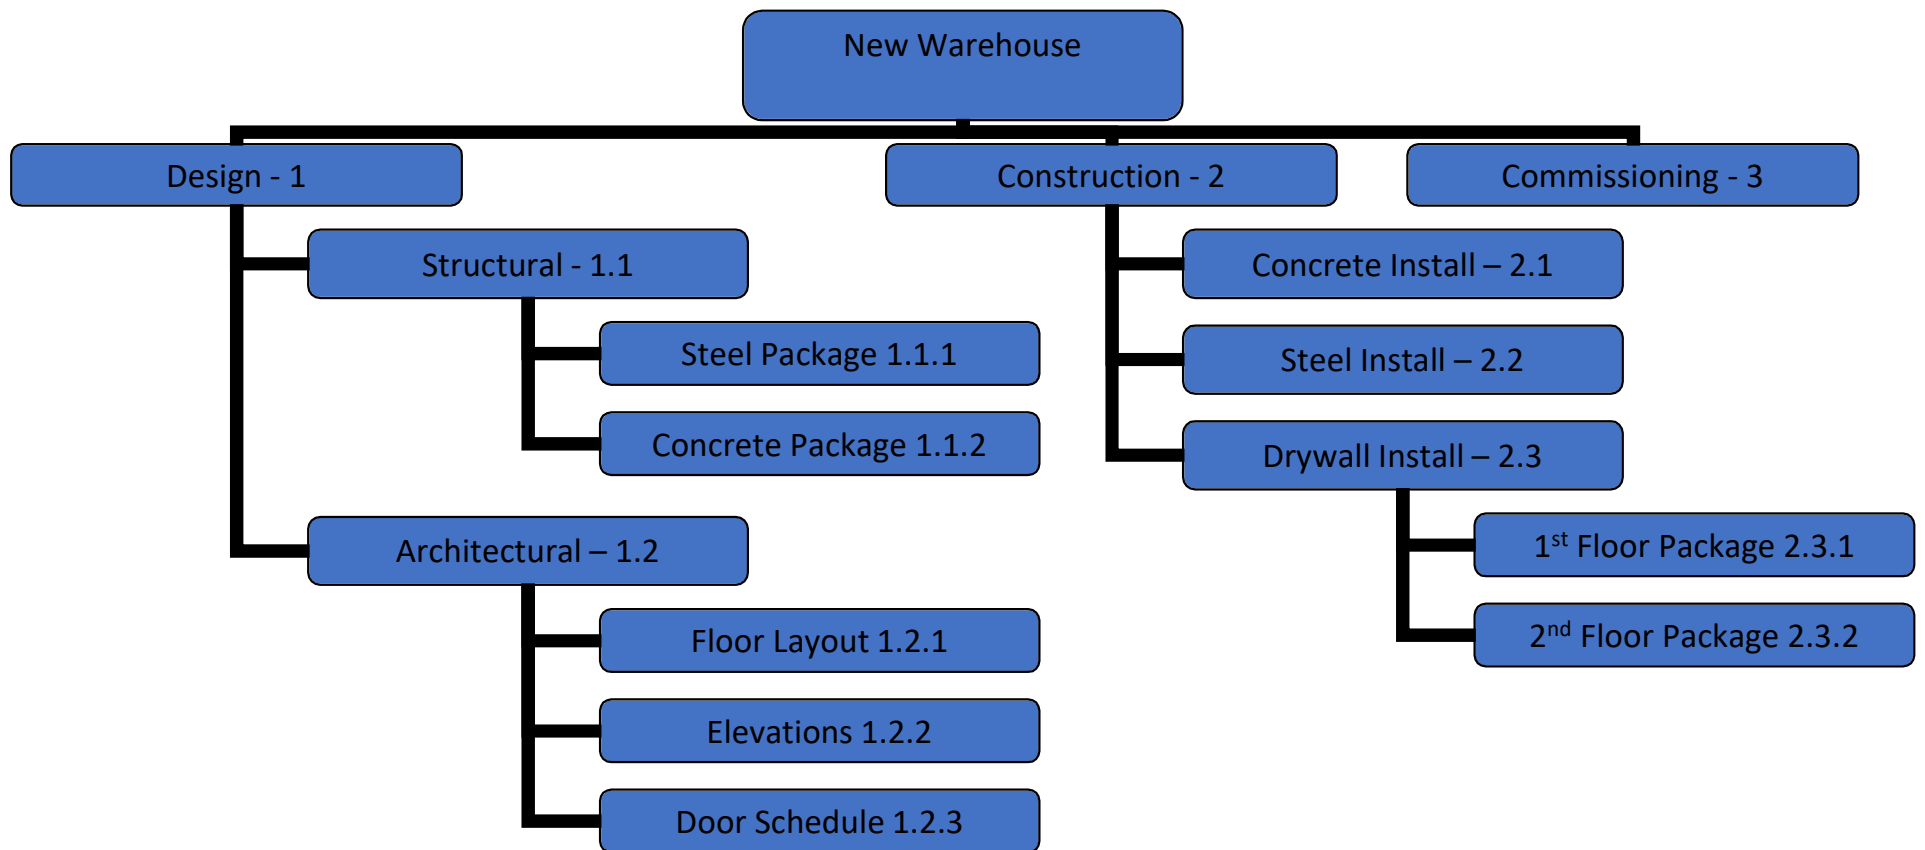 New Warehouse
Design - 1
Construction - 2
Commissioning - 3
Structural - 1.1
Steel Package 1.1.1
Concrete Package 1.1.2
Architectural – 1.2
Floor Layout 1.2.1
Elevations 1.2.2
Door Schedule 1.2.3
Concrete Install – 2.1
Steel Install – 2.2
Drywall Install – 2.3
1st Floor Package 2.3.1
2nd Floor Package 2.3.2